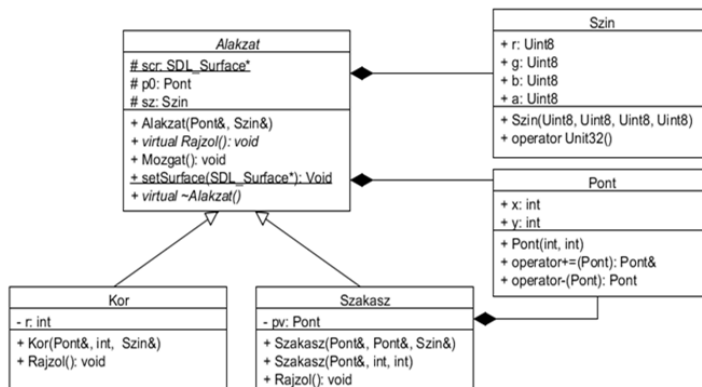 Alakzat
# scr: SDL_Surface*
# p0: Pont
# sz: Szin
+ Alakzat(Pont&, Szin&)
+ virtual Rajzol(): void
+ Mozgat(): void
+ setSurface(SDL_Surface*): Void
+ virtual ~Alakzat()
Szin
+ r: Uint8
+ g: Uint8
+ b: Uint8
+ a: Uint8
+ Szin(Uint8, Uint8, Uint8, Uint8)
+ operator Unit32()
Pont
+ x: int
+ y: int
+ Pont(int, int)
+ operator+=(Pont): Pont&
+ operator-(Pont): Pont
Kor
- r: int
+ Kor(Pont&, int, Szin&)
+ Rajzol(): void
Szakasz
- pv: Pont
+ Szakasz(Pont&, Pont&, Szin&)
+ Szakasz(Pont&, int, int)
+ Rajzol(): void